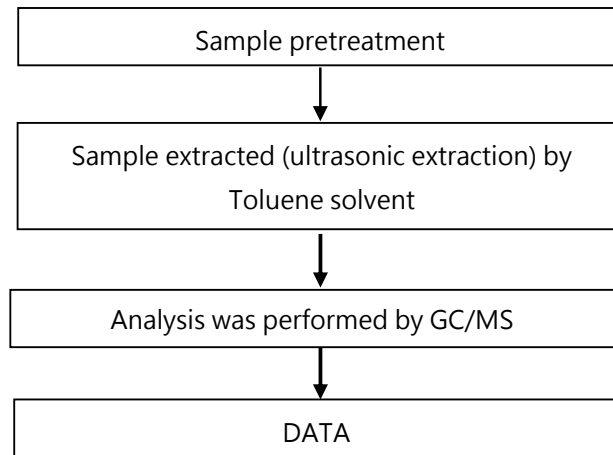 Sample pretreatment
Sample extracted (ultrasonic extraction) by
Toluene solvent
Analysis was performed by GC/MS
DATA